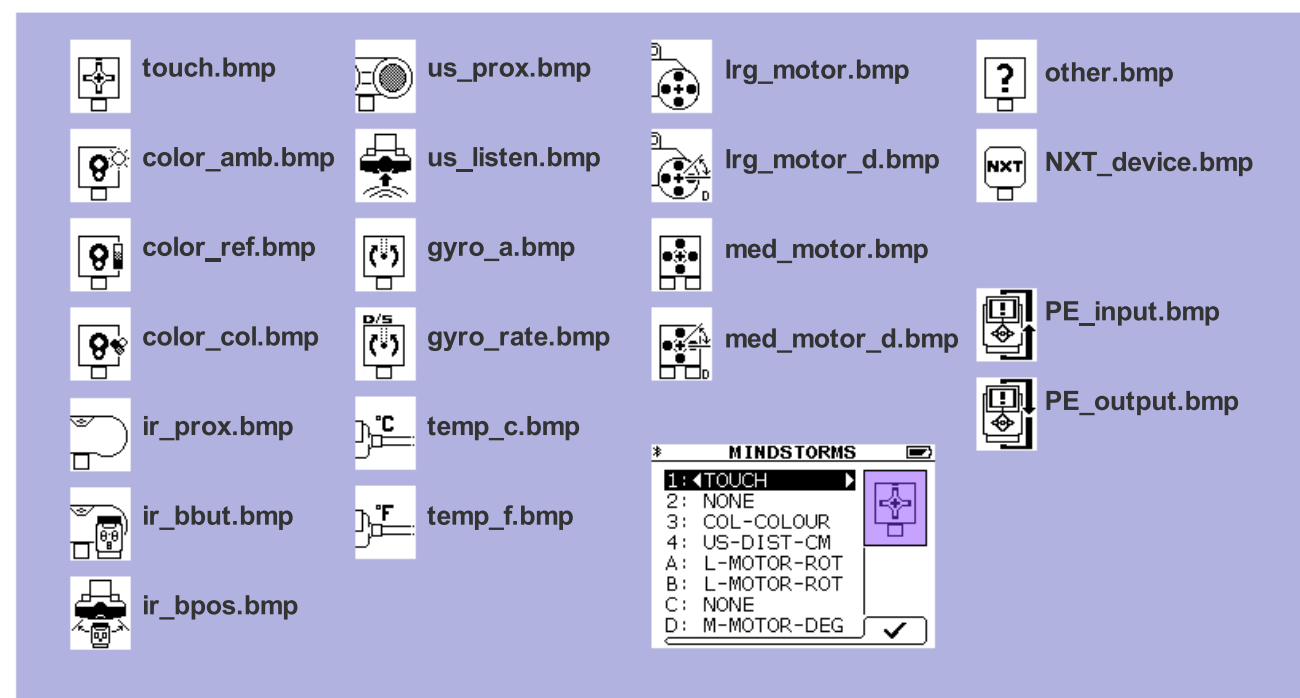 touch.bmp
color_amb.bmp
color_ref.bmp
color_col.bmp
ir_prox.bmp
ir_bbut.bmp
ir_bpos.bmp
us_prox.bmp
us_listen.bmp
gyro_a.bmp
D/S
gyro_rate.bmp
°C
temp_c.bmp
°F
temp_f.bmp
lrg_motor.bmp
D
lrg_motor_d.bmp
med_motor.bmp
D
med_motor_d.bmp
MINDSTORMS
1: TOUCH
2: NONE
3: COL-COLOUR
4: US-DIST-CM
A: L-MOTOR-ROT
B: L-MOTOR-ROT
C: NONE
D: M-MOTOR-DEG
?
other.bmp
NXT
NXT_device.bmp
!
PE_input.bmp
!
PE_output.bmp